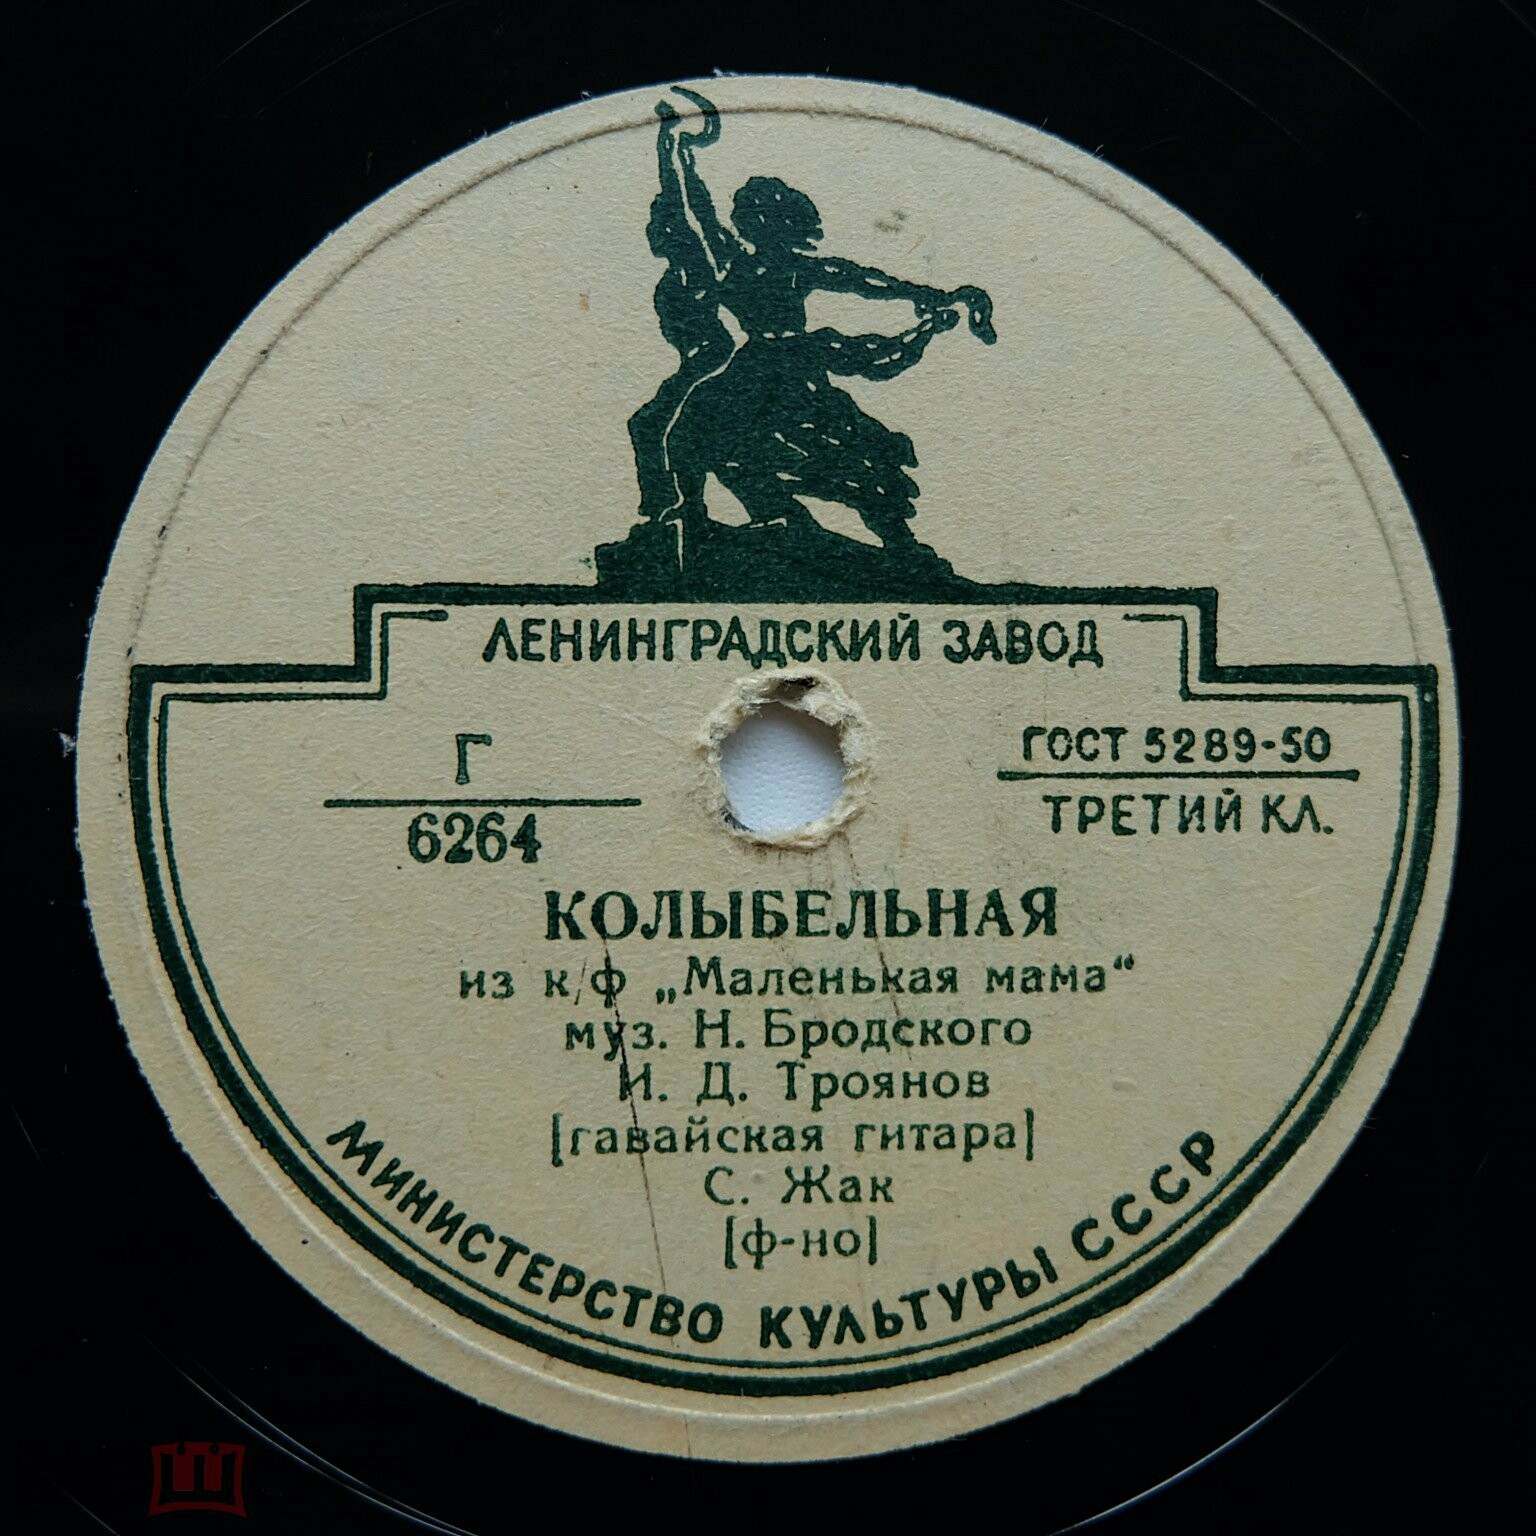 ЛЕНИНГРАДСКИЙ ЗАВОД
Г
6264
ГОСТ 5289-50
ТРЕТИЙ КЛ.
КОЛЫБЕЛЬНАЯ
из к/ф „Маленькая мама“
муз. Н. Бродского
И. Д. Троянов
[гавайская гитара]
С. Жак
[ф-но]
МИНИСТЕРСТВО КУЛЬТУРЫ СССР